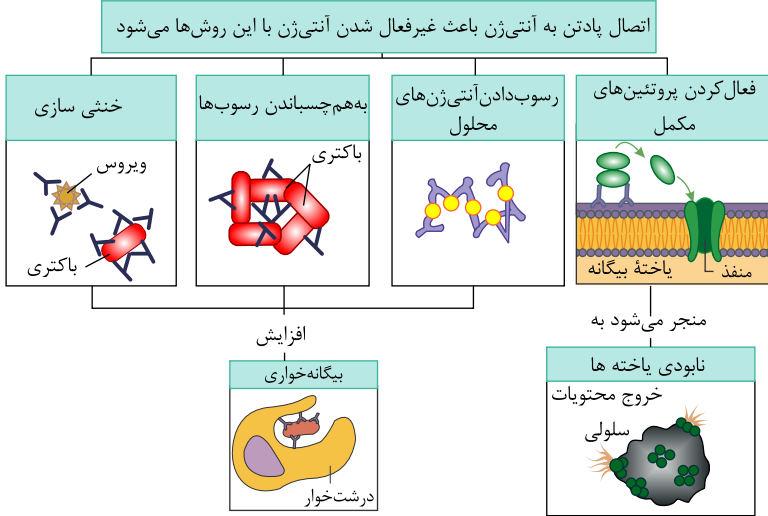 اتصال پادتن به آنتی‌ژن باعث غیرفعال شدن آنتی‌ژن با این روش‌ها می‌شود
فعال‌کردن پروتئین‌های
مکمل
رسوب‌دادن‌آنتی‌ژن‌های
محلول
به‌هم‌چسباندن رسوب‌ها
خنثی سازی
منفذ
یاختهٔ بیگانه
باکتری
ویروس
باکتری
منجر می‌شود به
افزایش
نابودی یاخته ها
خروج محتویات
سلولی
بیگانه‌خواری
درشت‌خوار